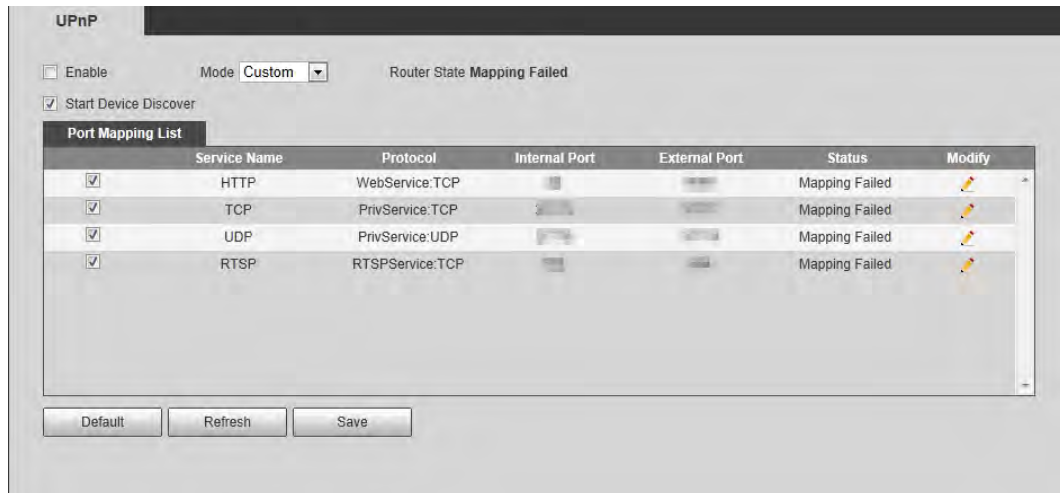 UPnP
Enable Mode Custom Router State Mapping Failed
Start Device Discover
Port Mapping List
Service Name Protocol Internal Port External Port Status Modify
HTTP WebService:TCP Mapping Failed
TCP PrivService:TCP Mapping Failed
UDP PrivService:UDP Mapping Failed
RTSP RTSPService:TCP Mapping Failed
Default Refresh Save